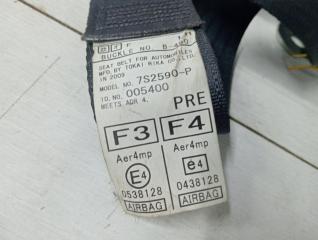 BUCKLE NO. B-
SEAT BELT FOR AUTOMOBILES
MFD. BY TOKAI RIKA CO., LTD.
IN 2009
MODEL NO. 7S2590-P
ID. NO. 005400
MEETS ADR 4.
PRE
F3 F4
Aer4mp Aer4mp
E4 e4
0538128 0438128
AIRBAG AIRBAG